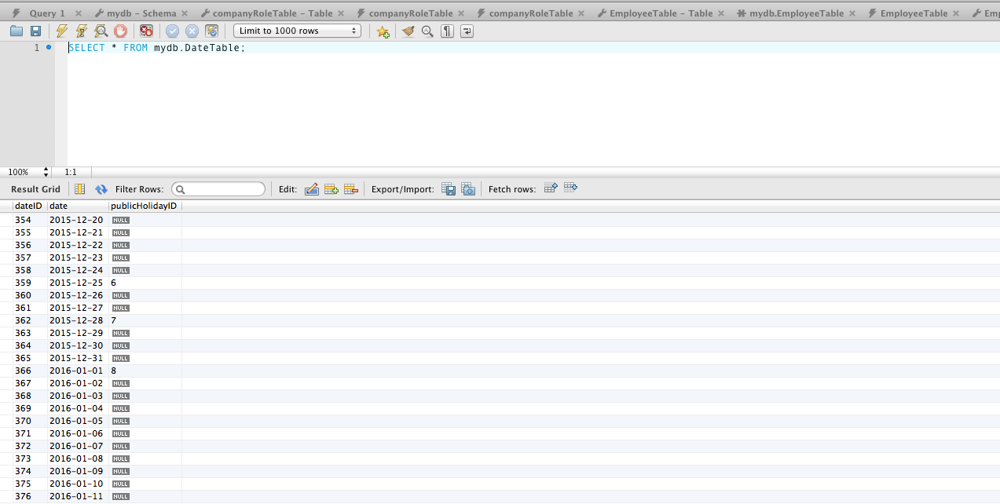 Query 1 mydb - Schema companyRoleTable - Table companyRoleTable companyRoleTable EmployeeTable - Table mydb.EmployeeTable EmployeeTable Em
Limit to 1000 rows
1 SELECT * FROM mydb.DateTable;
100% 1:1
Result Grid Filter Rows: Edit: Export/Import: Fetch rows:
dateID date publicHolidayID
354 2015-12-20 NULL
355 2015-12-21 NULL
356 2015-12-22 NULL
357 2015-12-23 NULL
358 2015-12-24 NULL
359 2015-12-25 6
360 2015-12-26 NULL
361 2015-12-27 NULL
362 2015-12-28 7
363 2015-12-29 NULL
364 2015-12-30 NULL
365 2015-12-31 NULL
366 2016-01-01 8
367 2016-01-02 NULL
368 2016-01-03 NULL
369 2016-01-04 NULL
370 2016-01-05 NULL
371 2016-01-06 NULL
372 2016-01-07 NULL
373 2016-01-08 NULL
374 2016-01-09 NULL
375 2016-01-10 NULL
376 2016-01-11 NULL